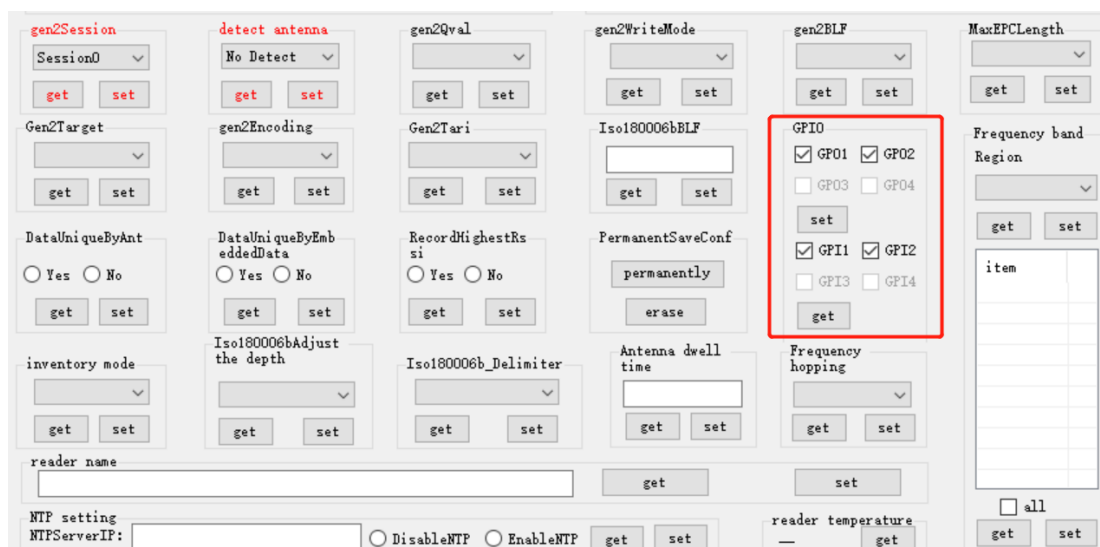 gen2Session detect antenna gen2Qval gen2WriteMode gen2BLF MaxEPCLength
Session0 No Detect
get set get set get set get set get set get set
Gen2Target gen2Encoding Gen2Tari Iso180006bBLF GPIO Frequency band
GPO1 GPO2 Region
GPO3 GPO4
get set get set get set get set
set get set
DataUniqueByAnt DataUniqueByEmb RecordHighestRs PermanentSaveConf
eddedData si
GPI1 GPI2
Yes No Yes No Yes No permanently item
GPI3 GPI4
get set get set get set erase get
inventory mode Iso180006bAdjust Iso180006b_Delimiter Antenna dwell Frequency
the depth time hopping
get set get set get set get set get set
reader name
get set
all
NTP setting reader temperature
NTPServerIP: DisableNTP EnableNTP get set — get get set